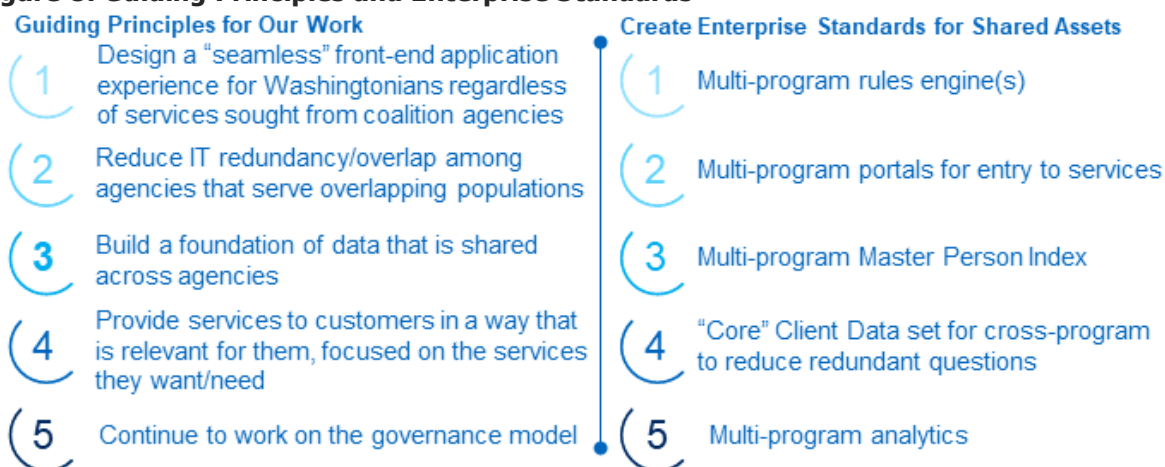 Guiding Principles and Enterprise Standards
Guiding Principles for Our Work
1
Design a “seamless” front-end application
experience for Washingtonians regardless
of services sought from coalition agencies
2
Reduce IT redundancy/overlap among
agencies that serve overlapping populations
3
Build a foundation of data that is shared
across agencies
4
Provide services to customers in a way that
is relevant for them, focused on the services
they want/need
5
Continue to work on the governance model
Create Enterprise Standards for Shared Assets
1
Multi-program rules engine(s)
2
Multi-program portals for entry to services
3
Multi-program Master Person Index
4
“Core” Client Data set for cross-program
to reduce redundant questions
5
Multi-program analytics